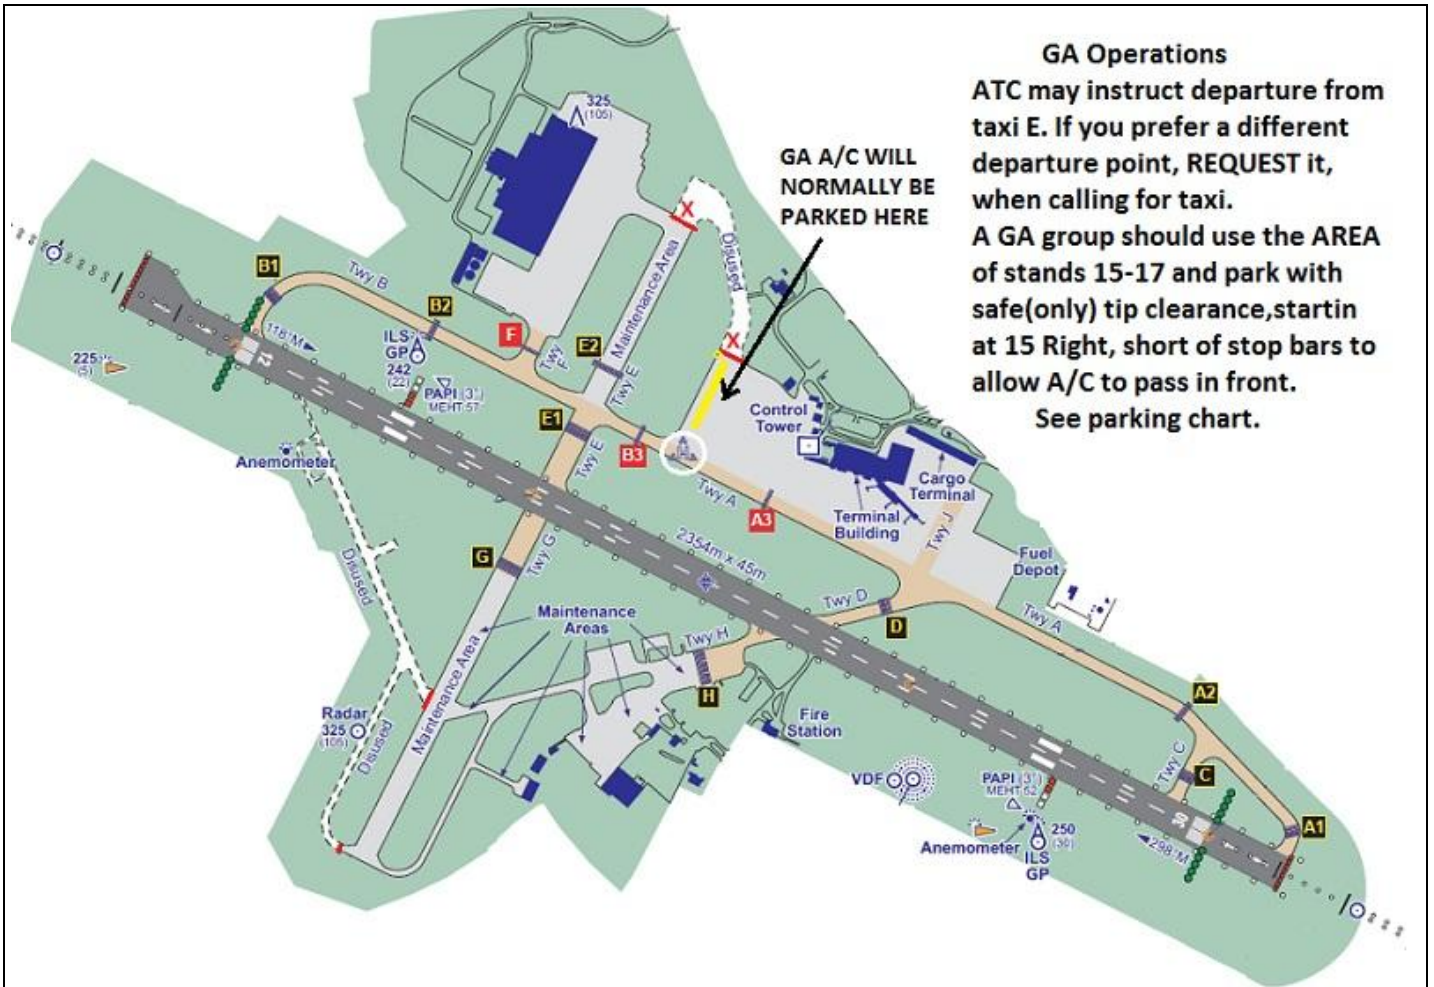 GA Operations
ATC may instruct departure from
taxi E. If you prefer a different
departure point, REQUEST it,
when calling for taxi.
A GA group should use the AREA
of stands 15-17 and park with
safe(only) tip clearance,startin
at 15 Right, short of stop bars to
allow A/C to pass in front.
See parking chart.
GA A/C WILL
NORMALLY BE
PARKED HERE
325
(105)
X
Disused
Maintenance Area
X
B1
Twy B
B2
F
Twy F
E2
Twy E
118°M
ILS
GP
242
(22)
PAPI (3°)
MEHT 57
225
(5)
E1
Twy E
B3
Control
Tower
Anemometer
Twy A
A3
Cargo
Terminal
Terminal
Building
Twy J
Fuel
Depot
2354m x 45m
G
Twy G
Disused
Maintenance
Areas
Twy D
D
Twy A
Twy H
H
Maintenance Area
Radar
325
(105)
Disused
Fire
Station
A2
Twy C
C
VDF
PAPI (3°)
MEHT 52
30
A1
298°M
Anemometer
250
(30)
ILS
GP